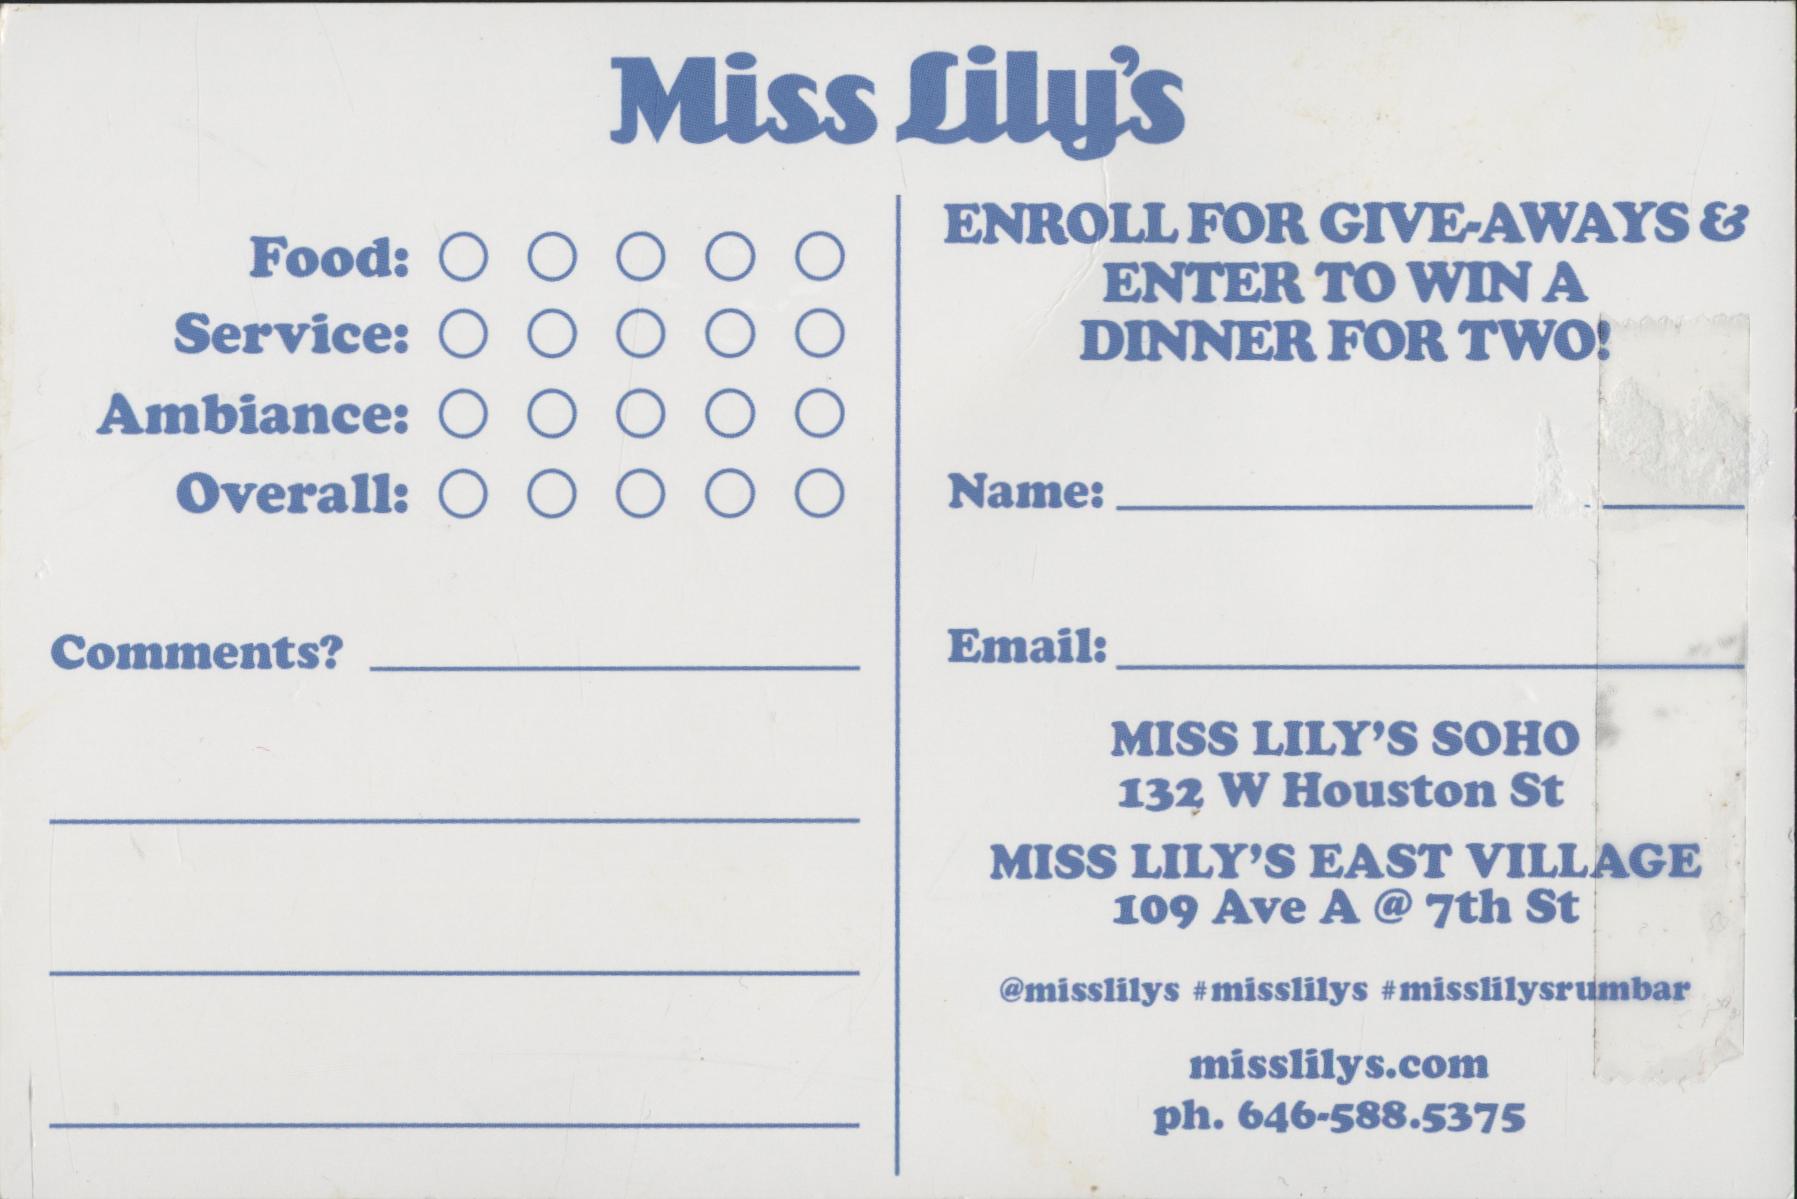 Miss Lily's
Food:
Service:
Ambiance:
Overall:
Comments?
ENROLL FOR GIVE-AWAYS &
ENTER TO WIN A
DINNER FOR TWO!
Name:
Email:
MISS LILY'S SOHO
132 W Houston St
MISS LILY'S EAST VILLAGE
109 Ave A @ 7th St
@misslilys #misslilys #misslilysrumbar
misslilys.com
ph. 646-588.5375